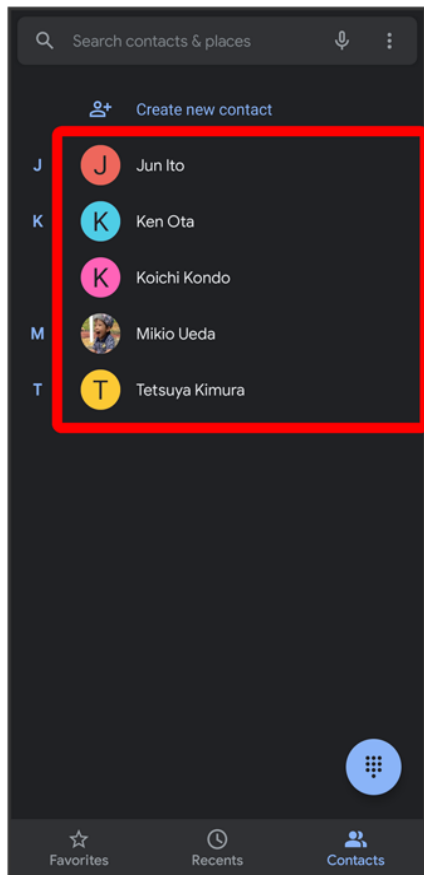 Search contacts & places
Create new contact
J
J
Jun Ito
K
K
Ken Ota
K
Koichi Kondo
M
Mikio Ueda
T
T
Tetsuya Kimura
Favorites
Recents
Contacts